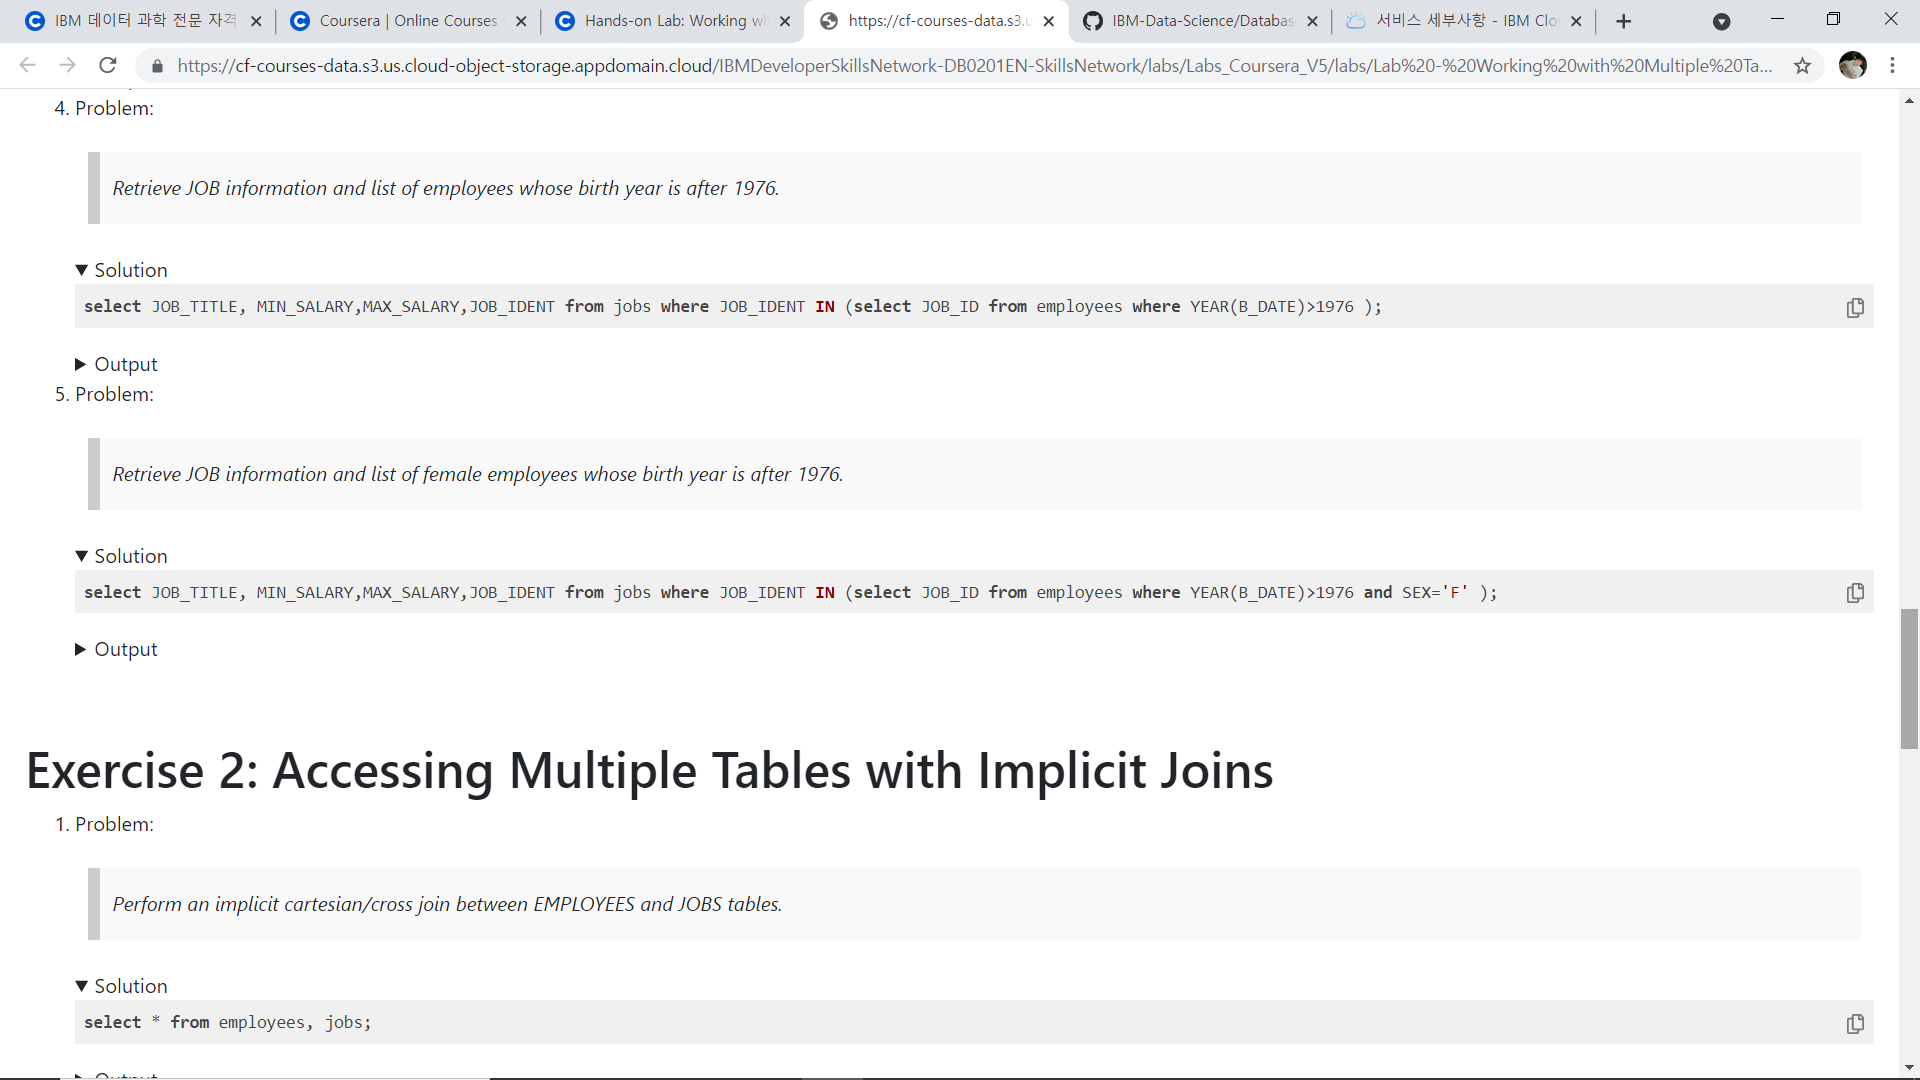 IBM 데이터 과학 전문 자격
Coursera | Online Courses
Hands-on Lab: Working wi
https://cf-courses-data.s3.u
IBM-Data-Science/Databas
서비스 세부사항 - IBM Clo
https://cf-courses-data.s3.us.cloud-object-storage.appdomain.cloud/IBMDeveloperSkillsNetwork-DB0201EN-SkillsNetwork/labs/Labs_Coursera_V5/labs/Lab%20-%20Working%20with%20Multiple%20Ta...
4. Problem:
Retrieve JOB information and list of employees whose birth year is after 1976.
▼ Solution
select JOB_TITLE, MIN_SALARY,MAX_SALARY,JOB_IDENT from jobs where JOB_IDENT IN (select JOB_ID from employees where YEAR(B_DATE)>1976 );
▶ Output
5. Problem:
Retrieve JOB information and list of female employees whose birth year is after 1976.
▼ Solution
select JOB_TITLE, MIN_SALARY,MAX_SALARY,JOB_IDENT from jobs where JOB_IDENT IN (select JOB_ID from employees where YEAR(B_DATE)>1976 and SEX='F' );
▶ Output
Exercise 2: Accessing Multiple Tables with Implicit Joins
1. Problem:
Perform an implicit cartesian/cross join between EMPLOYEES and JOBS tables.
▼ Solution
select * from employees, jobs;
▶ Output